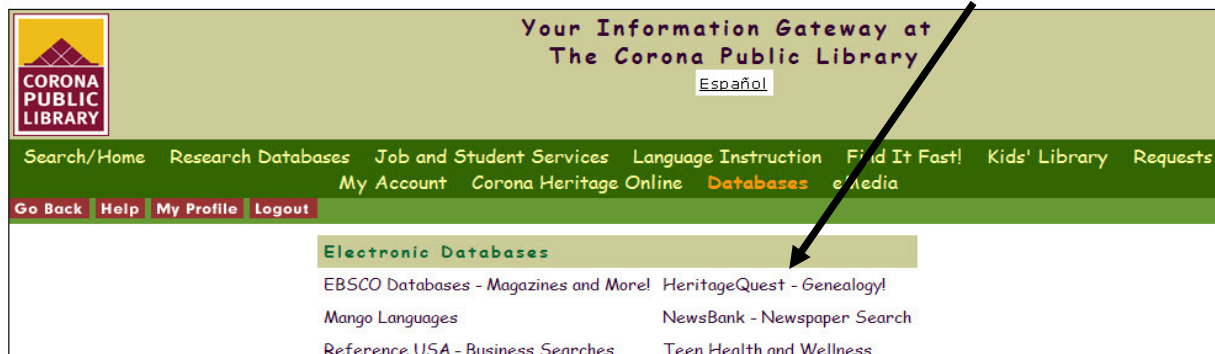 Your Information Gateway at
The Corona Public Library
Español
CORONA
PUBLIC
LIBRARY
Search/Home Research Databases Job and Student Services Language Instruction Find It Fast! Kids' Library Requests
My Account Corona Heritage Online Databases eMedia
Go Back Help My Profile Logout
Electronic Databases
EBSCO Databases - Magazines and More! HeritageQuest - Genealogy!
Mango Languages NewsBank - Newspaper Search
Reference USA - Business Searches Teen Health and Wellness